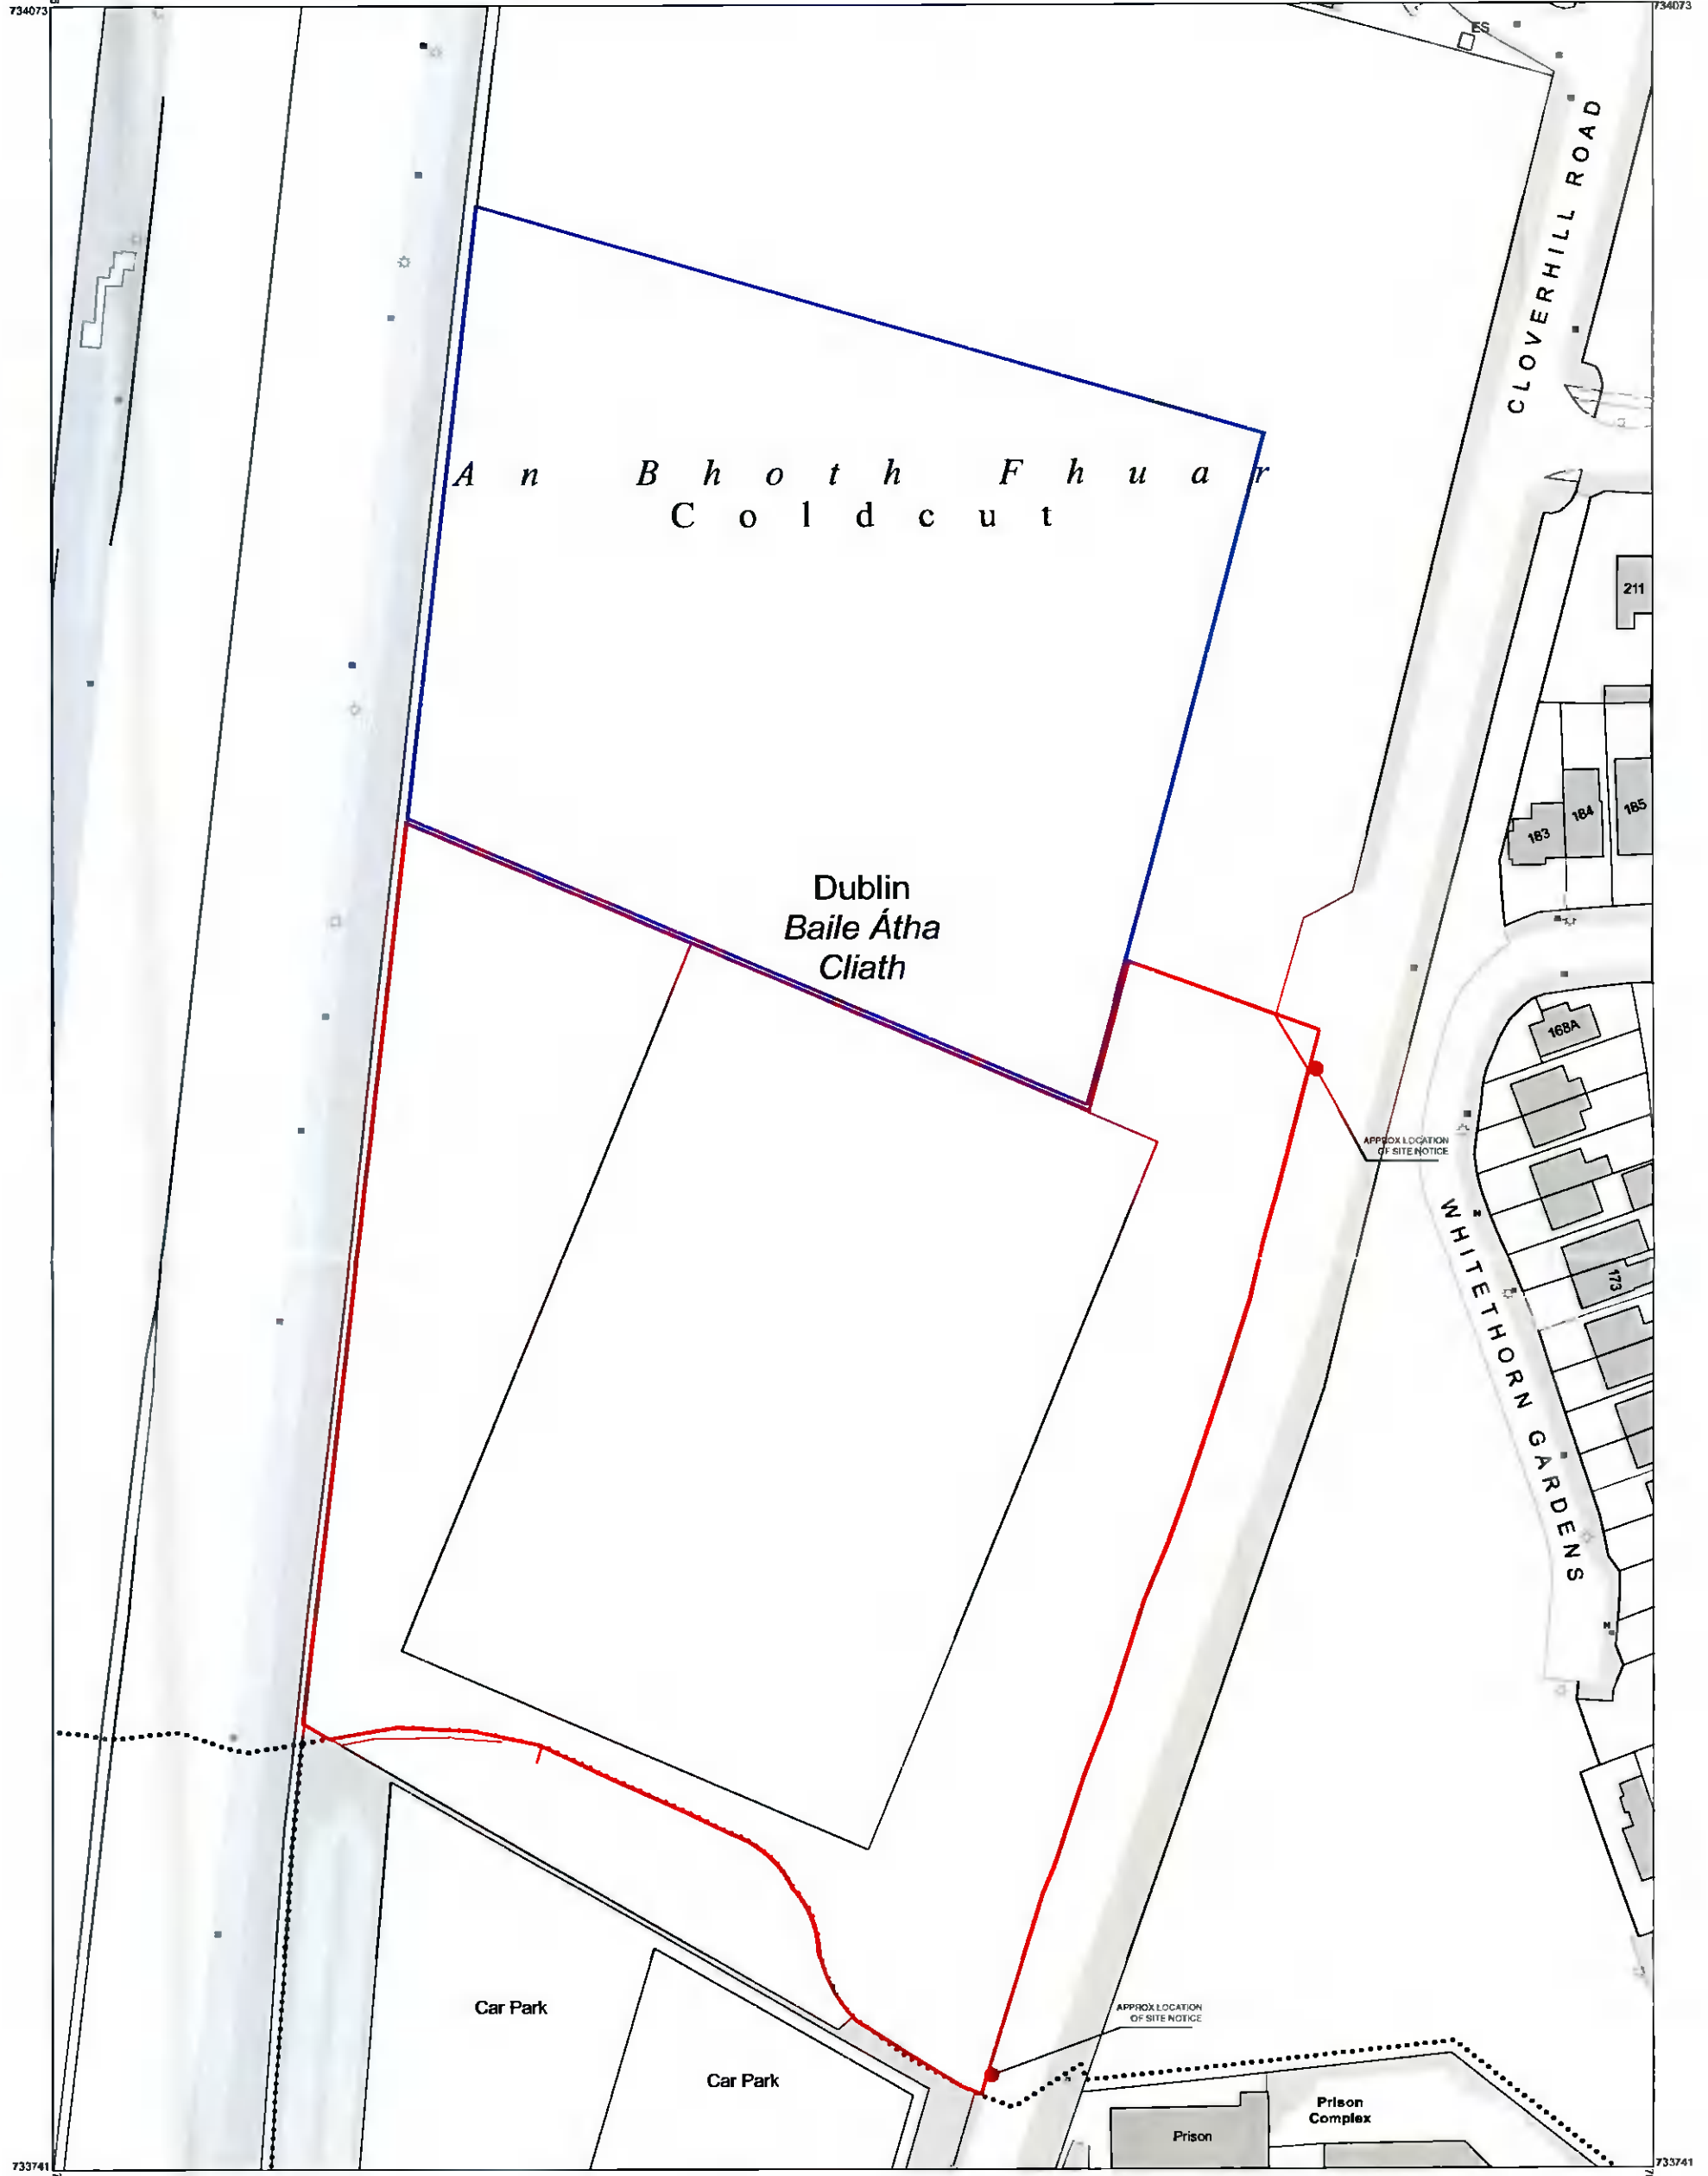 734073
734073
ES
CLOVERHILL ROAD
An Bhoth Fhuar
Coldcut
211
185
184
183
Dublin
Baile Átha
Cliath
168A
APPROX LOCATION
OF SITE NOTICE
WHITETHORN GARDENS
173
Car Park
APPROX LOCATION
OF SITE NOTICE
Car Park
Prison
Complex
Prison
733741
733741